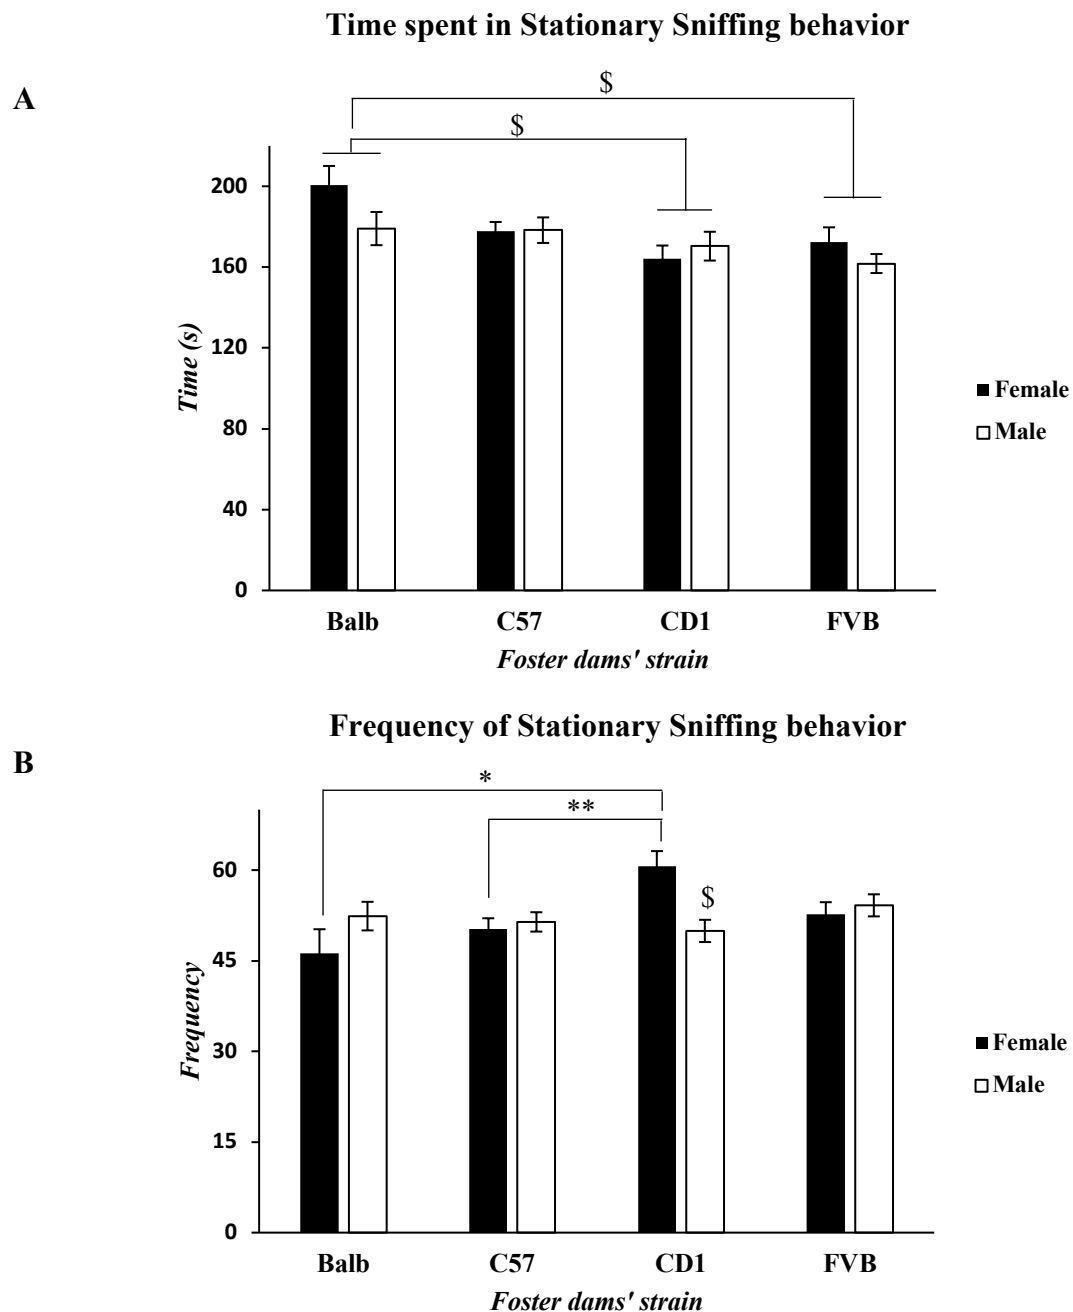 Time spent in Stationary Sniffing behavior
A
$
$
200
160
120
80
40
0
Time (s)
Female
Male
Balb C57 CD1 FVB
Foster dams' strain
Frequency of Stationary Sniffing behavior
B
*
**
$
60
45
30
15
0
Frequency
Female
Male
Balb C57 CD1 FVB
Foster dams' strain